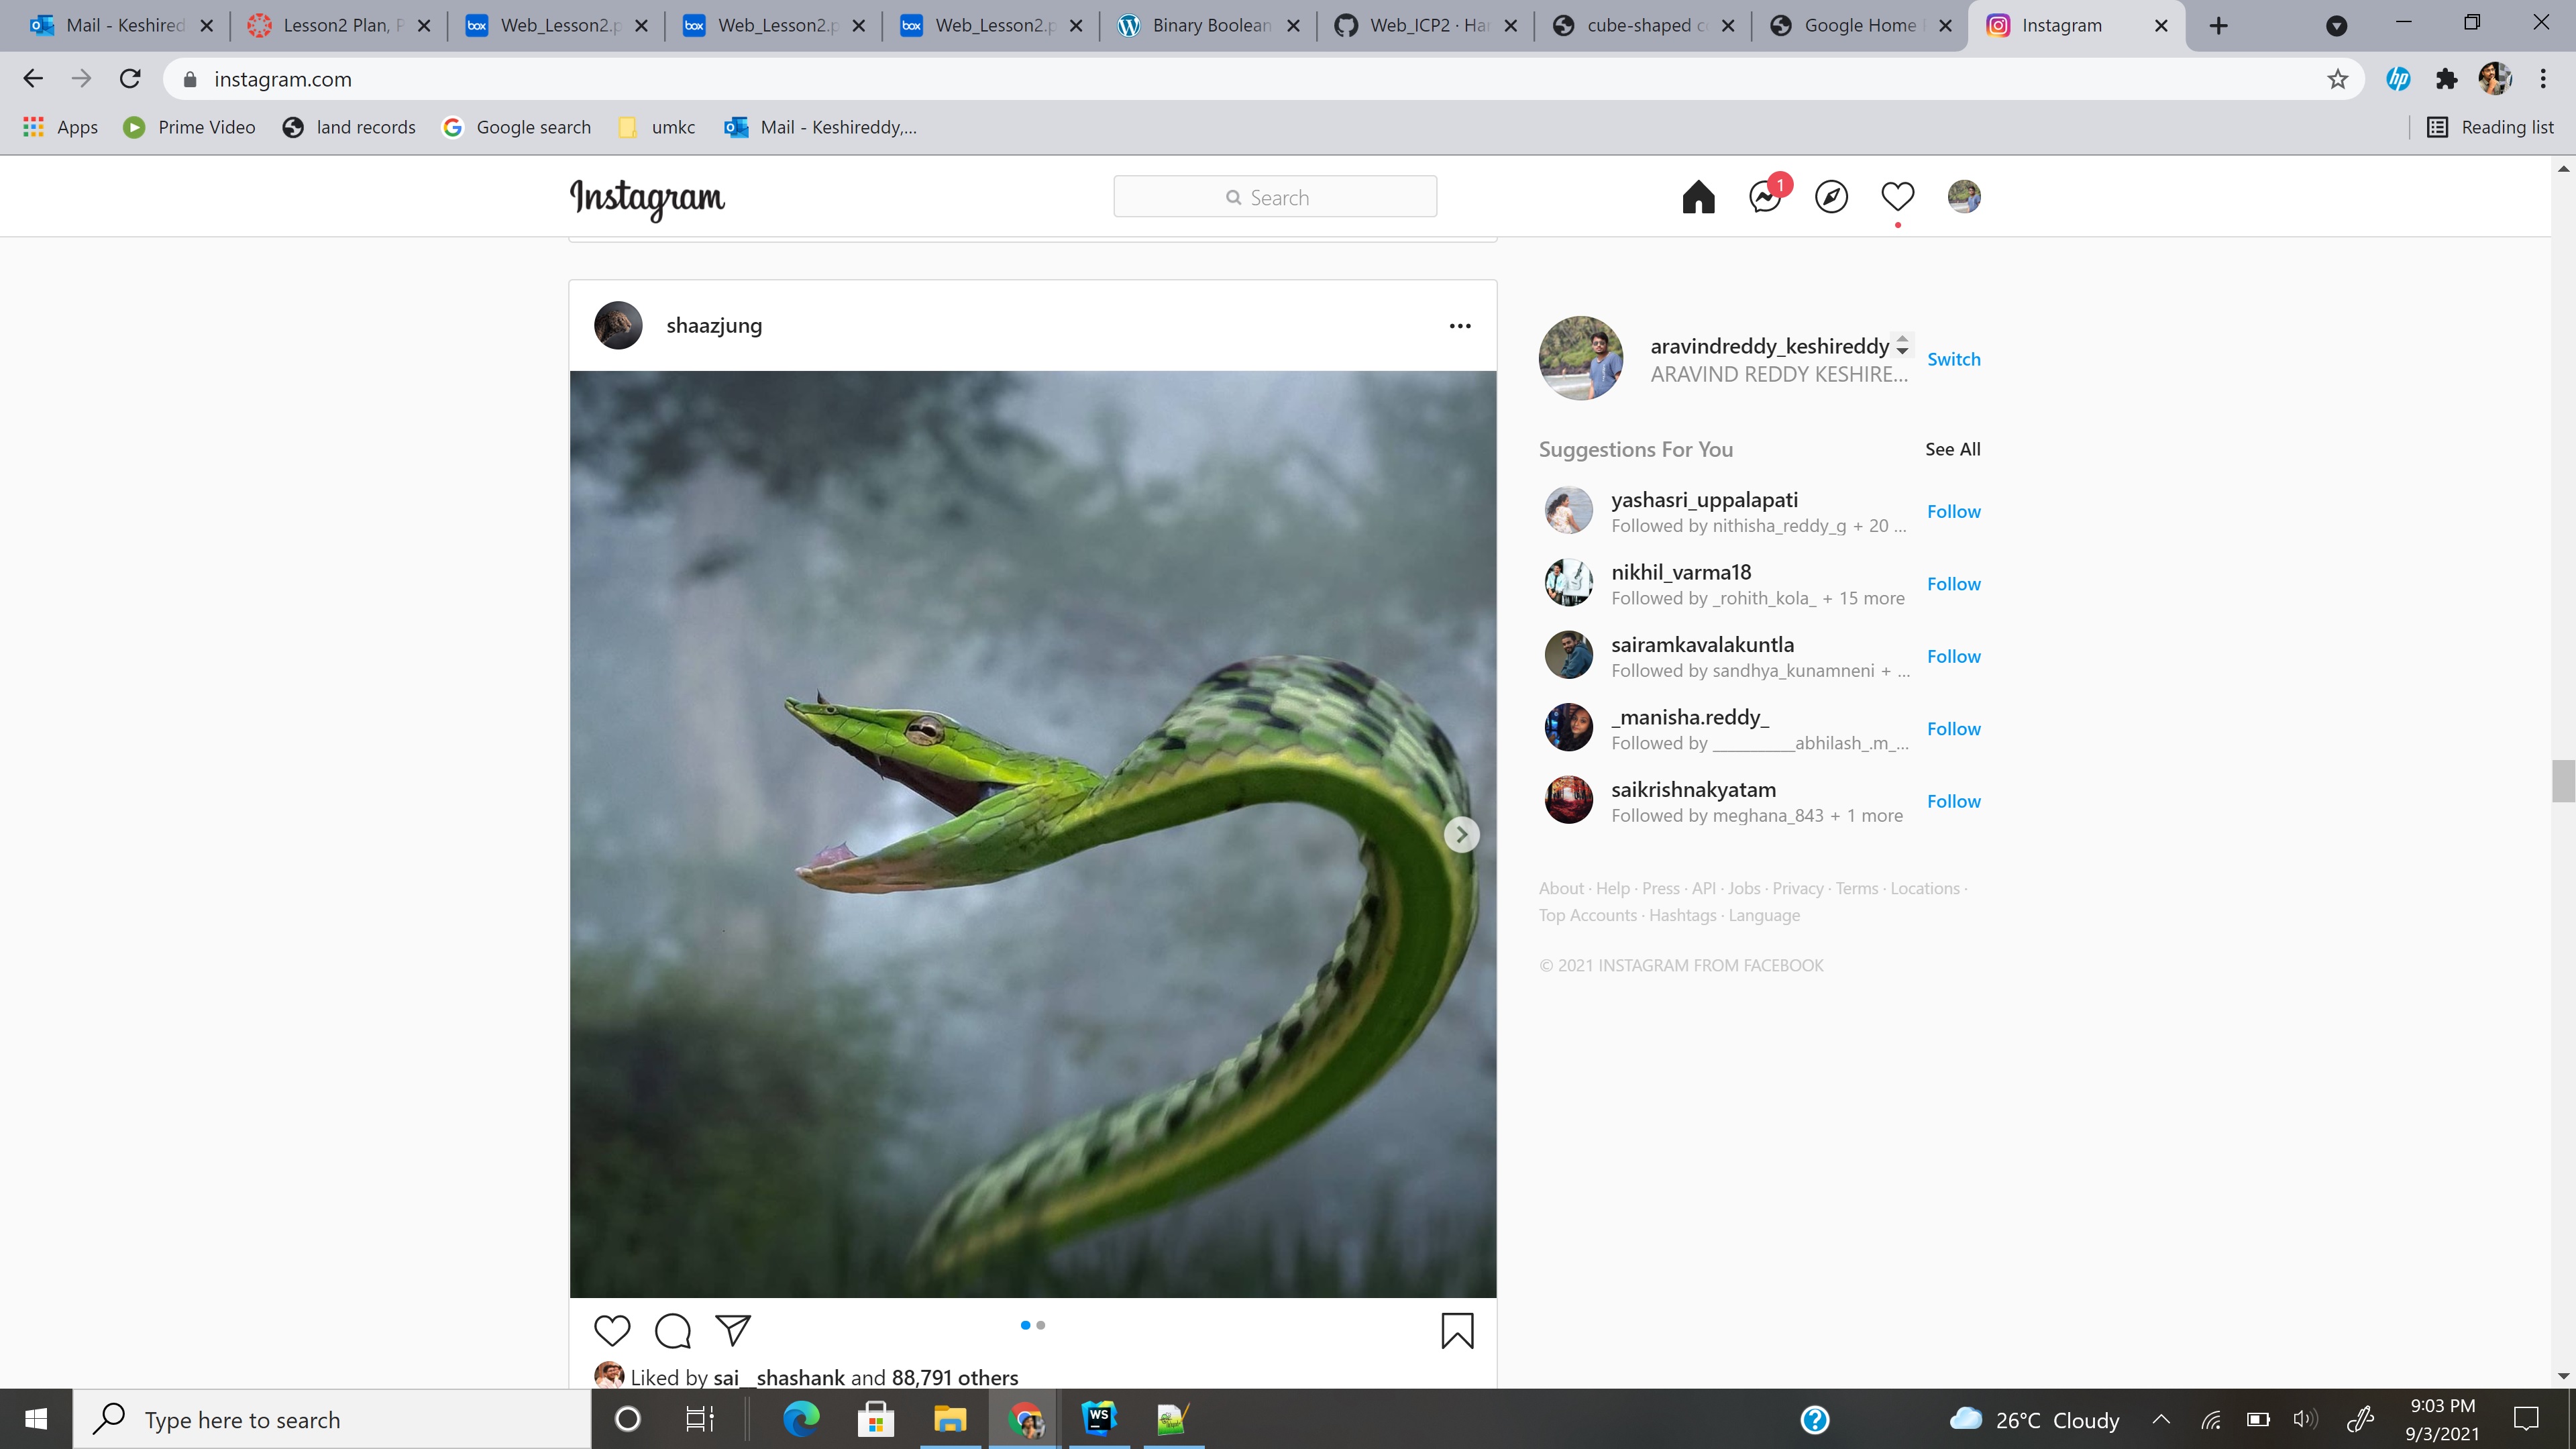 Mail - Keshired
Lesson2 Plan, P
Web_Lesson2.p
Web_Lesson2.p
Web_Lesson2.p
Binary Boolean
Web_ICP2 · Har
cube-shaped c
Google Home
Instagram
instagram.com
hp
Apps
Prime Video
land records
Google search
umkc
Mail - Keshireddy,...
Reading list
Instagram
Search
1
shaazjung
aravindreddy_keshireddy
ARAVIND REDDY KESHIRE...
Switch
Suggestions For You
See All
yashasri_uppalapati
Followed by nithisha_reddy_g + 20 ...
Follow
nikhil_varma18
Followed by _rohith_kola_ + 15 more
Follow
sairamkavalakuntla
Followed by sandhya_kunamneni + ...
Follow
_manisha.reddy_
Followed by __________abhilash_.m_...
Follow
saikrishnakyatam
Followed by meghana_843 + 1 more
Follow
About · Help · Press · API · Jobs · Privacy · Terms · Locations ·
Top Accounts · Hashtags · Language
© 2021 INSTAGRAM FROM FACEBOOK
Liked by sai__shashank and 88,791 others
Type here to search
WS
26°C Cloudy
9:03 PM
9/3/2021